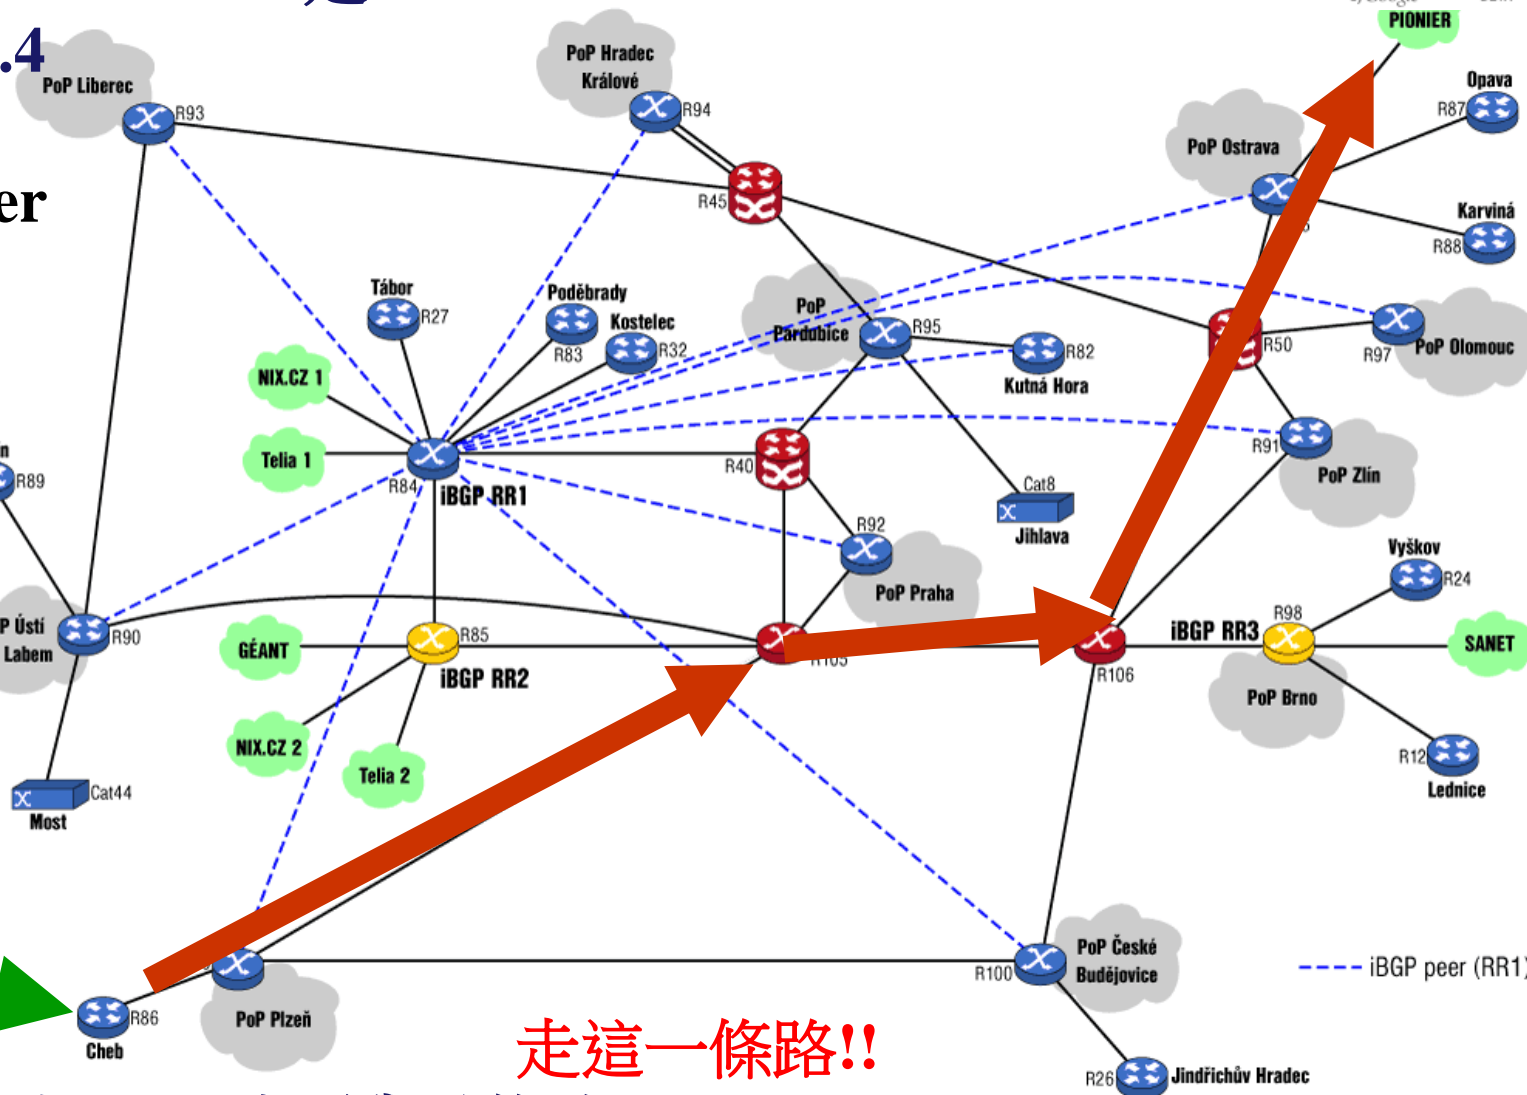 .4
er
PIONIER
PoP Liberec
R93
PoP Hradec
Králové
R94
Opava
R87
PoP Ostrava
R45
Karviná
R88
Tábor
R27
Poděbrady
R83
Kostelec
R32
PoP
Pardubice
R95
R82
Kutná Hora
R50
R97
PoP Olomouc
NIX.CZ 1
Telia 1
R84
iBGP RR1
R40
R91
PoP Zlín
R89
Cat8
Jihlava
R92
PoP Praha
Vyškov
R24
P Ústí
Labem
R90
GÉANT
R85
iBGP RR2
R106
iBGP RR3
R98
SANET
PoP Brno
NIX.CZ 2
Telia 2
R12
Lednice
Cat44
Most
R86
Cheb
PoP Plzeň
R100
PoP České
Budějovice
iBGP peer (RR1)
走這一條路!!
R26
Jindřichův Hradec